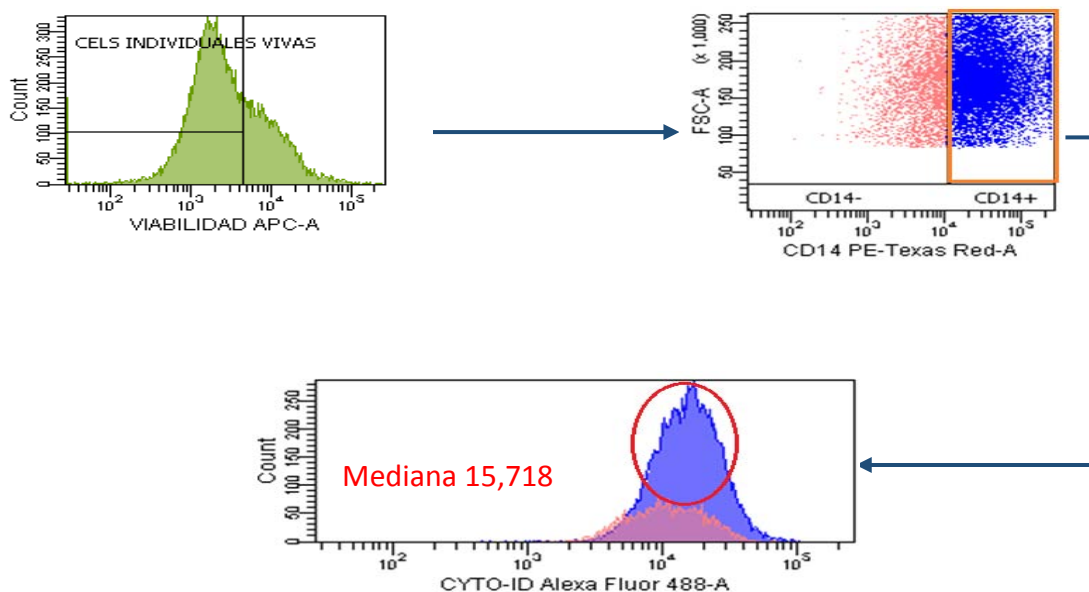 CELS INDIVIDUALES VIVAS
Count
0 50 100 150 200 250 300
10² 10³ 10⁴ 10⁵
VIABILIDAD APC-A
FSC-A (x 1,000)
50 100 150 200 250
CD14- CD14+
10² 10³ 10⁴ 10⁵
CD14 PE-Texas Red-A
Count
0 50 100 150 200 250
Mediana 15,718
10² 10³ 10⁴ 10⁵
CYTO-ID Alexa Fluor 488-A